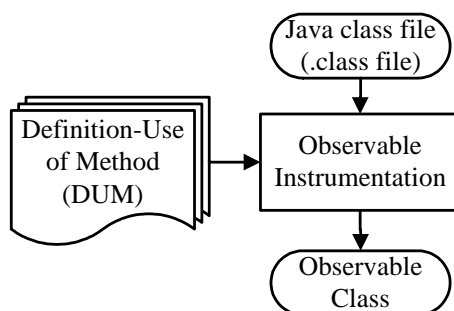 Java class file
(.class file)
Definition-Use
of Method
(DUM)
Observable
Instrumentation
Observable
Class